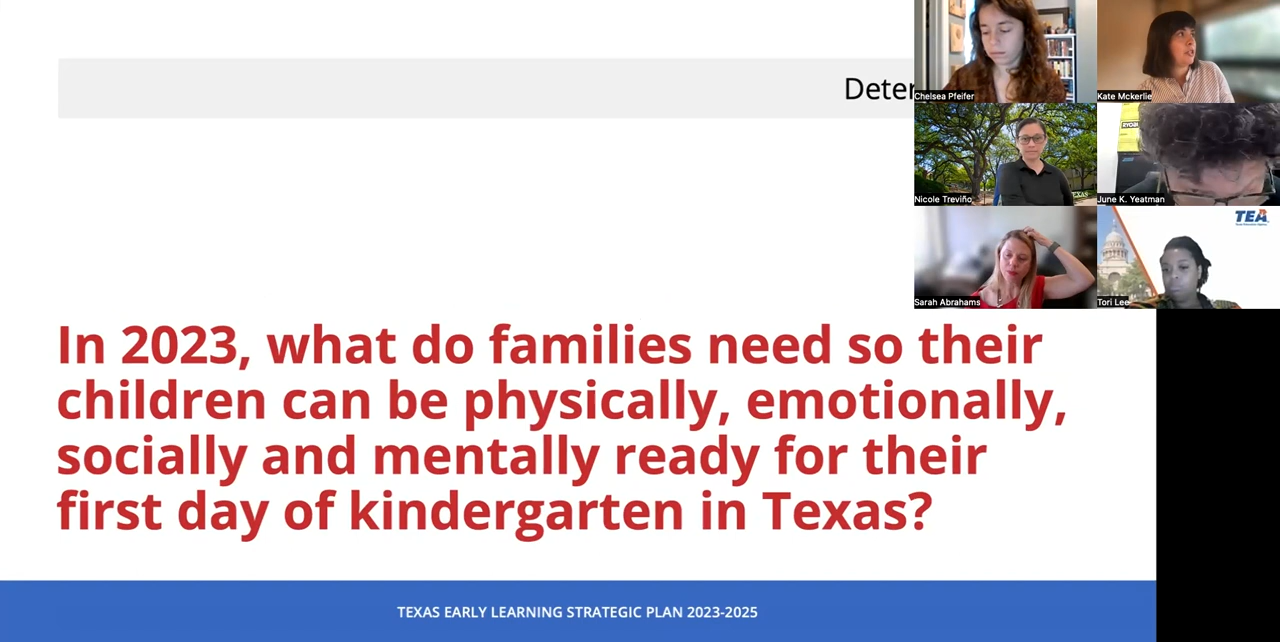 Deter
Chelsea Pfeifer
Kate Mckerlie
Nicole Treviño
TEXAS
June K. Yeatman
RYOBI
TEA
Sarah Abrahams
Tori Lee
In 2023, what do families need so their
children can be physically, emotionally,
socially and mentally ready for their
first day of kindergarten in Texas?
TEXAS EARLY LEARNING STRATEGIC PLAN 2023-2025